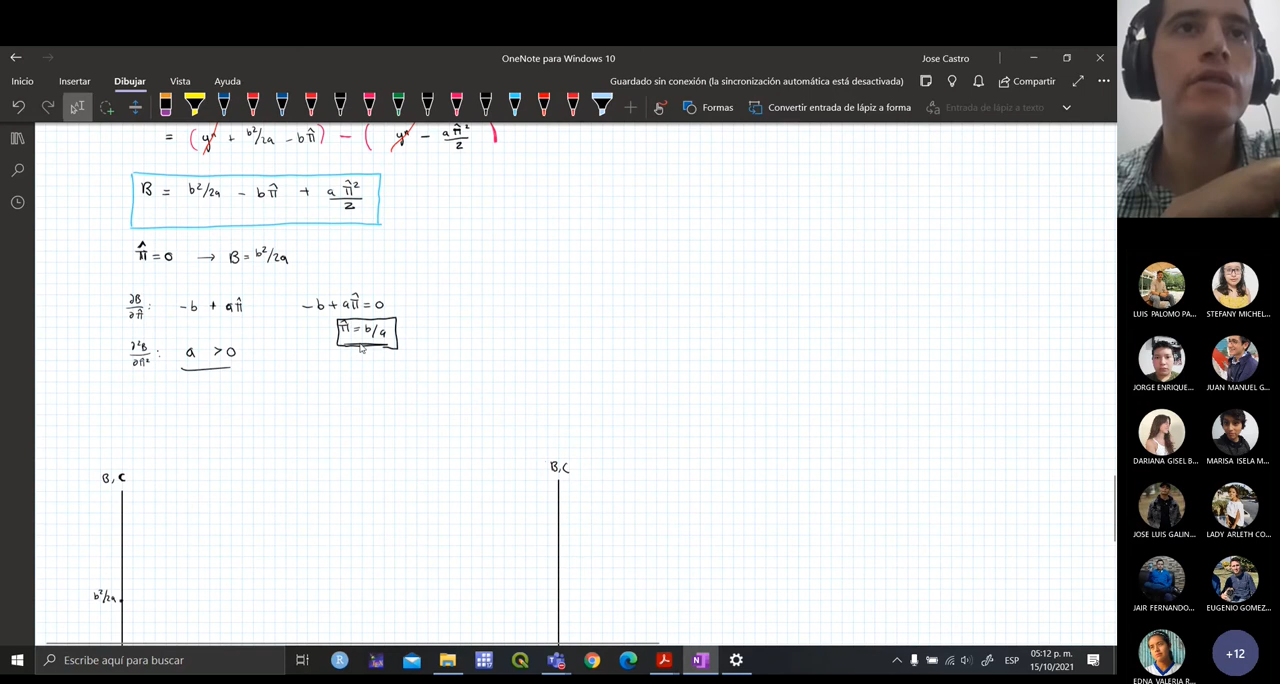 OneNote para Windows 10
Jose Castro
Inicio Insertar Dibujar Vista Ayuda
Guardado sin conexión (la sincronización automática está desactivada)
Compartir
Formas
Convertir entrada de lápiz a forma
Entrada de lápiz a texto
= (yⁿ + b²/2a - bπ̂) - (yⁿ - aπ̂²/2)
B = b²/2a - bπ̂ + aπ̂²/2
π̂ = 0 → B = b²/2a
∂B/∂π̂ : -b + aπ̂
-b + aπ̂ = 0
π̂ = b/a
∂²B/∂π̂² : a > 0
B, C
B, C
b²/2a
LUIS PALOMO PA...
STEFANY MICHEL...
JORGE ENRIQUE...
JUAN MANUEL G...
DARIANA GISEL B...
MARISA ISELA M...
JOSE LUIS GALIN...
LADY ARLETH CO...
JAIR FERNANDO...
EUGENIO GOMEZ...
EDNA VALERIA R...
+12
Escribe aquí para buscar
ESP
05:12 p. m.
15/10/2021